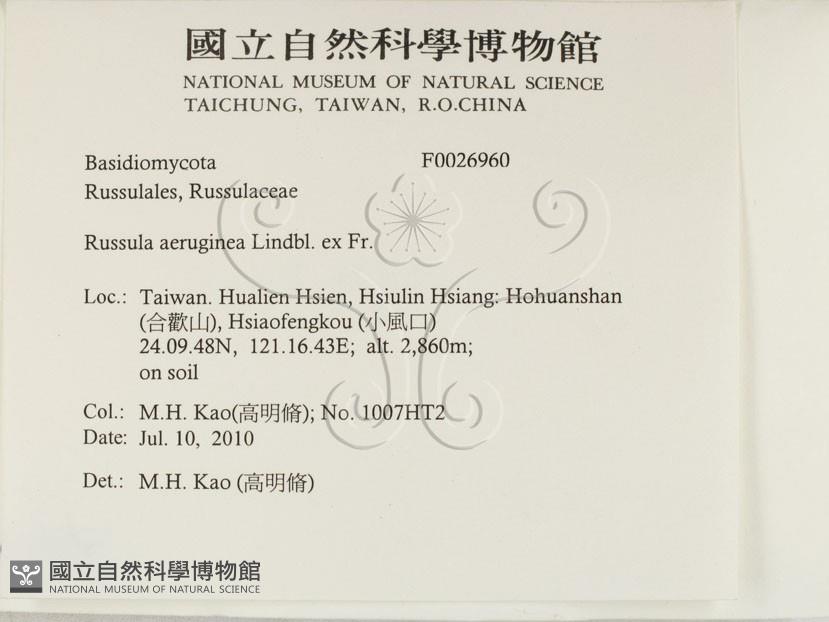 國立自然科學博物館
NATIONAL MUSEUM OF NATURAL SCIENCE
TAICHUNG, TAIWAN, R.O.CHINA
Basidiomycota F0026960
Russulales, Russulaceae
Russula aeruginea Lindbl. ex Fr.
Loc.: Taiwan. Hualien Hsien, Hsiulin Hsiang: Hohuanshan
(合歡山), Hsiaofengkou (小風口)
24.09.48N, 121.16.43E; alt. 2,860m;
on soil
Col.: M.H. Kao(高明脩); No. 1007HT2
Date: Jul. 10, 2010
Det.: M.H. Kao (高明脩)
國立自然科學博物館
NATIONAL MUSEUM OF NATURAL SCIENCE